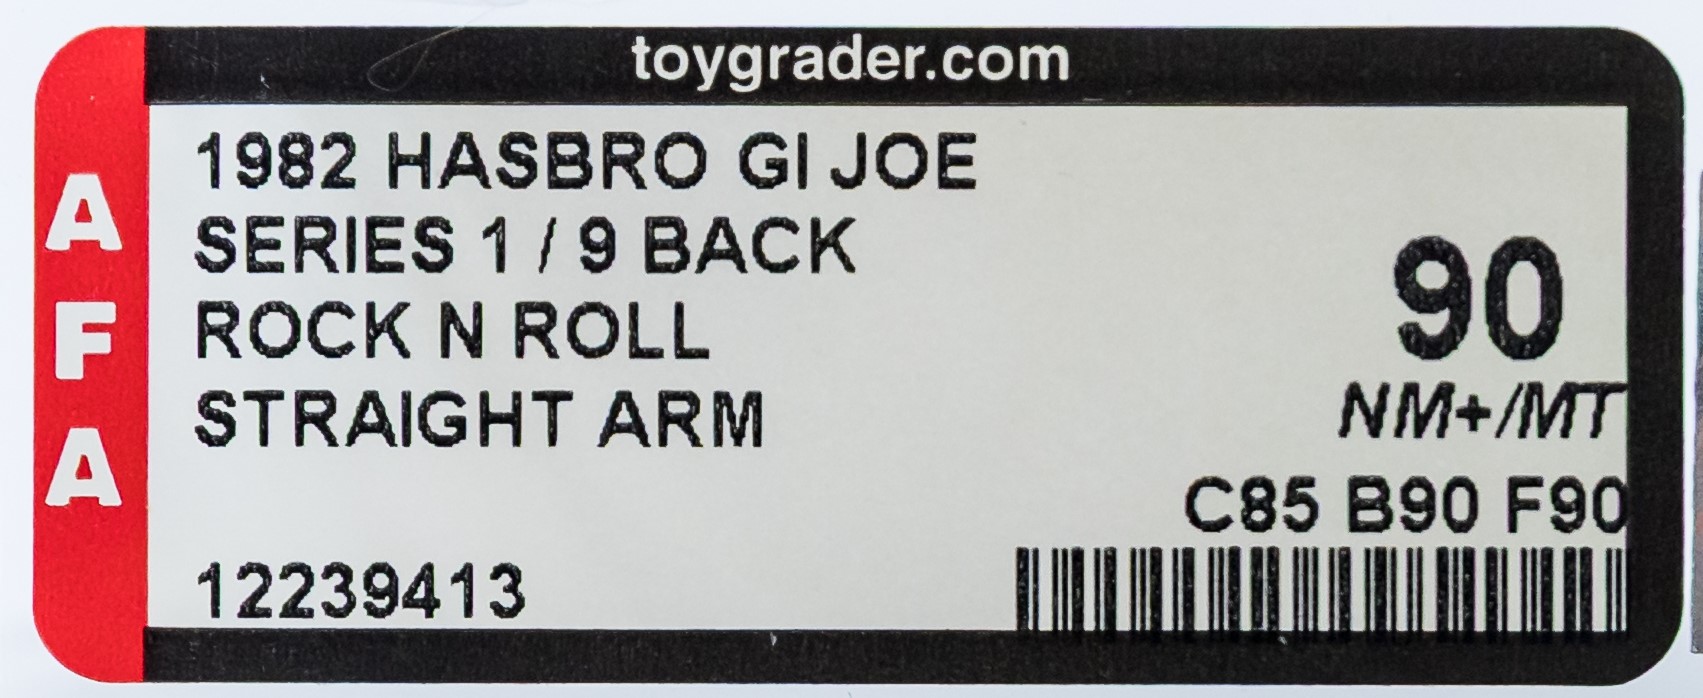 toygrader.com
AFA
1982 HASBRO GI JOE
SERIES 1 / 9 BACK
ROCK N ROLL
STRAIGHT ARM
90
NM+/MT
C85 B90 F90
12239413